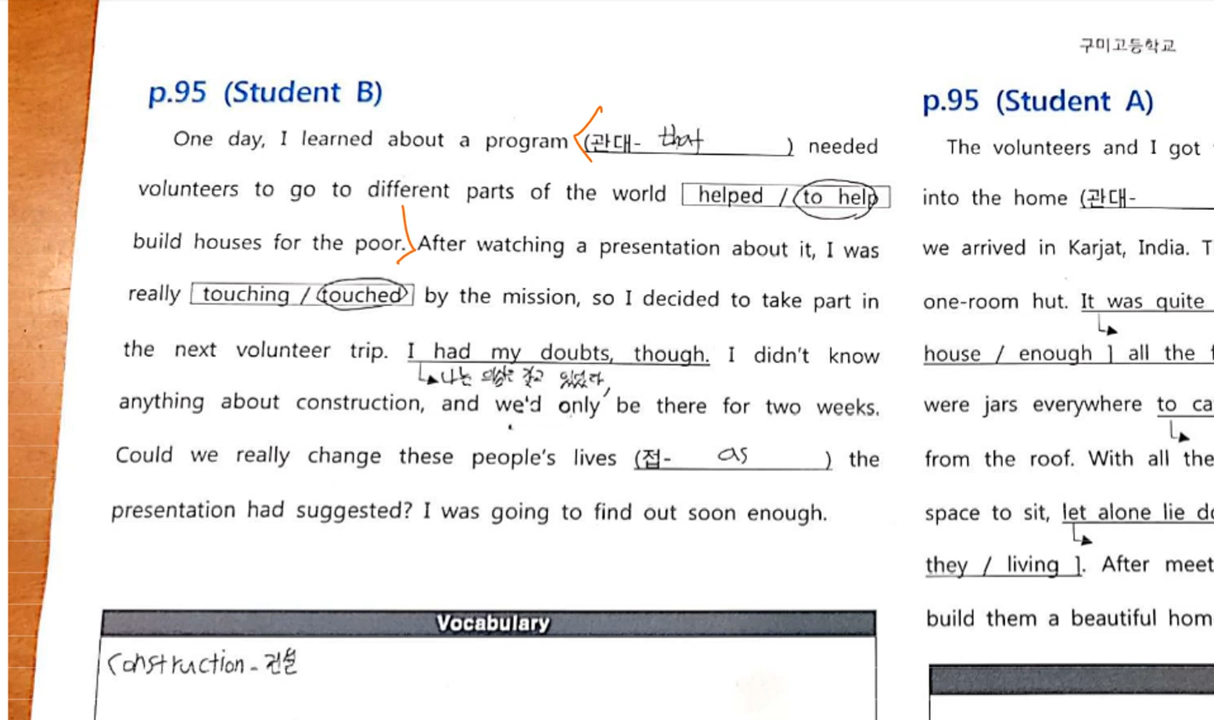 구미고등학교
p.95 (Student B)
One day, I learned about a program (관대- that ) needed
volunteers to go to different parts of the world helped / to help
build houses for the poor. After watching a presentation about it, I was
really touching / touched by the mission, so I decided to take part in
the next volunteer trip. I had my doubts, though. I didn't know
나는 의심은 갖고 있었다,
anything about construction, and we'd only be there for two weeks.
Could we really change these people's lives (접- as ) the
presentation had suggested? I was going to find out soon enough.
Vocabulary
Construction - 건설
p.95 (Student A)
The volunteers and I got
into the home (관대-
we arrived in Karjat, India.
one-room hut. It was quite
house / enough ] all the
were jars everywhere to
from the roof. With all the
space to sit, let alone lie
they / living ]. After
build them a beautiful